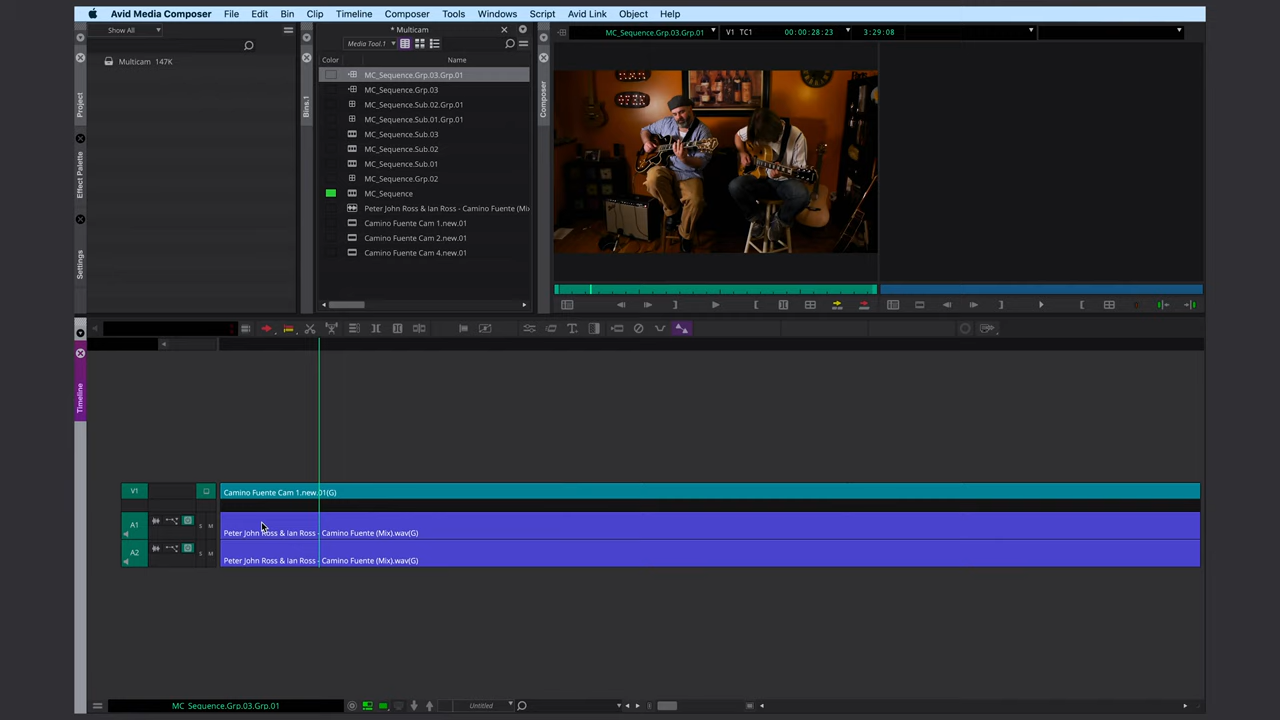 Avid Media Composer File Edit Bin Clip Timeline Composer Tools Windows Script Avid Link Object Help
Show All
Multicam 147K
Project
Effect Palette
Settings
* Multicam
Media Tool.1
Bins.1
Color Name
MC_Sequence.Grp.03.Grp.01
MC_Sequence.Grp.03
MC_Sequence.Sub.02.Grp.01
MC_Sequence.Sub.01.Grp.01
MC_Sequence.Sub.03
MC_Sequence.Sub.02
MC_Sequence.Sub.01
MC_Sequence.Grp.02
MC_Sequence
Peter John Ross & Ian Ross - Camino Fuente (Mi
Camino Fuente Cam 1.new.01
Camino Fuente Cam 2.new.01
Camino Fuente Cam 4.new.01
Composer
MC_Sequence.Grp.03.Grp.01 V1 TC1 00:00:28:23 3:29:08
Timeline
V1 Camino Fuente Cam 1.new.01(G)
A1 S M Peter John Ross & Ian Ross - Camino Fuente (Mix).wav(G)
A2 S M Peter John Ross & Ian Ross - Camino Fuente (Mix).wav(G)
MC_Sequence.Grp.03.Grp.01 Untitled